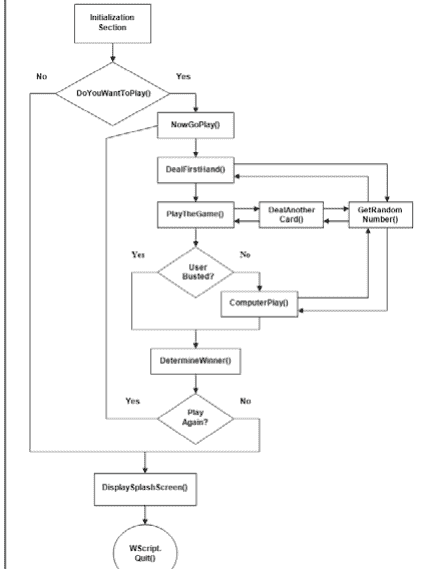 Initialization
Section
No
Yes
DoYouWantToPlay()
NowGoPlay()
DealFirstHand()
PlayTheGame()
DealAnother
Card()
GetRandom
Number()
Yes
No
User
Busted?
ComputerPlay()
DetermineWinner()
Yes
No
Play
Again?
DisplaySplashScreen()
WScript.
Quit()